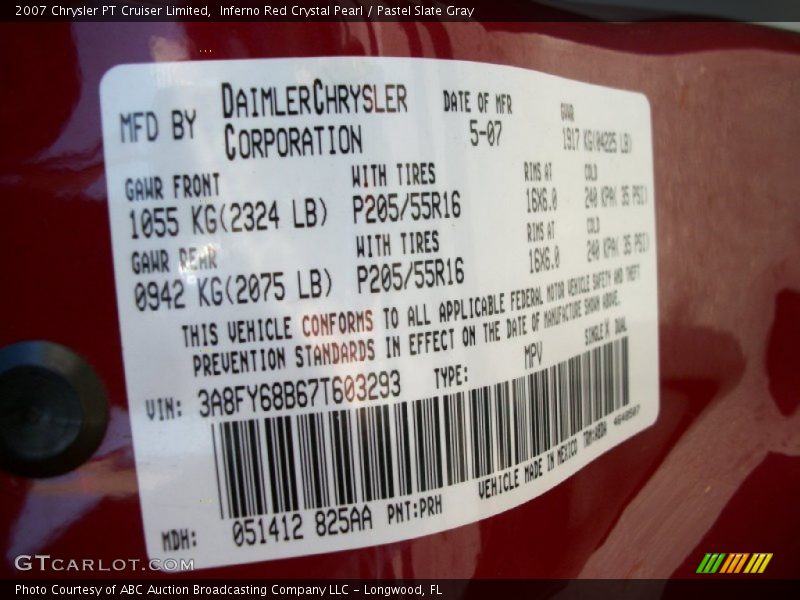 2007 Chrysler PT Cruiser Limited,  Inferno Red Crystal Pearl / Pastel Slate Gray
MFD BY DAIMLERCHRYSLER CORPORATION
DATE OF MFR 5-07
GVWR 1917 KG(04225 LB)
GAWR FRONT WITH TIRES RIMS AT COLD
1055 KG(2324 LB) P205/55R16 16X6.0 240 KPA( 35 PSI)
GAWR REAR WITH TIRES RIMS AT COLD
0942 KG(2075 LB) P205/55R16 16X6.0 240 KPA( 35 PSI)
THIS VEHICLE CONFORMS TO ALL APPLICABLE FEDERAL MOTOR VEHICLE SAFETY AND THEFT
PREVENTION STANDARDS IN EFFECT ON THE DATE OF MANUFACTURE SHOWN ABOVE.
VIN: 3A8FY68B67T603293 TYPE: MPV SINGLE X DUAL
MDH: 051412 825AA PNT:PRH VEHICLE MADE IN MEXICO
GTCARLOT.COM
Photo Courtesy of ABC Auction Broadcasting Company LLC – Longwood, FL